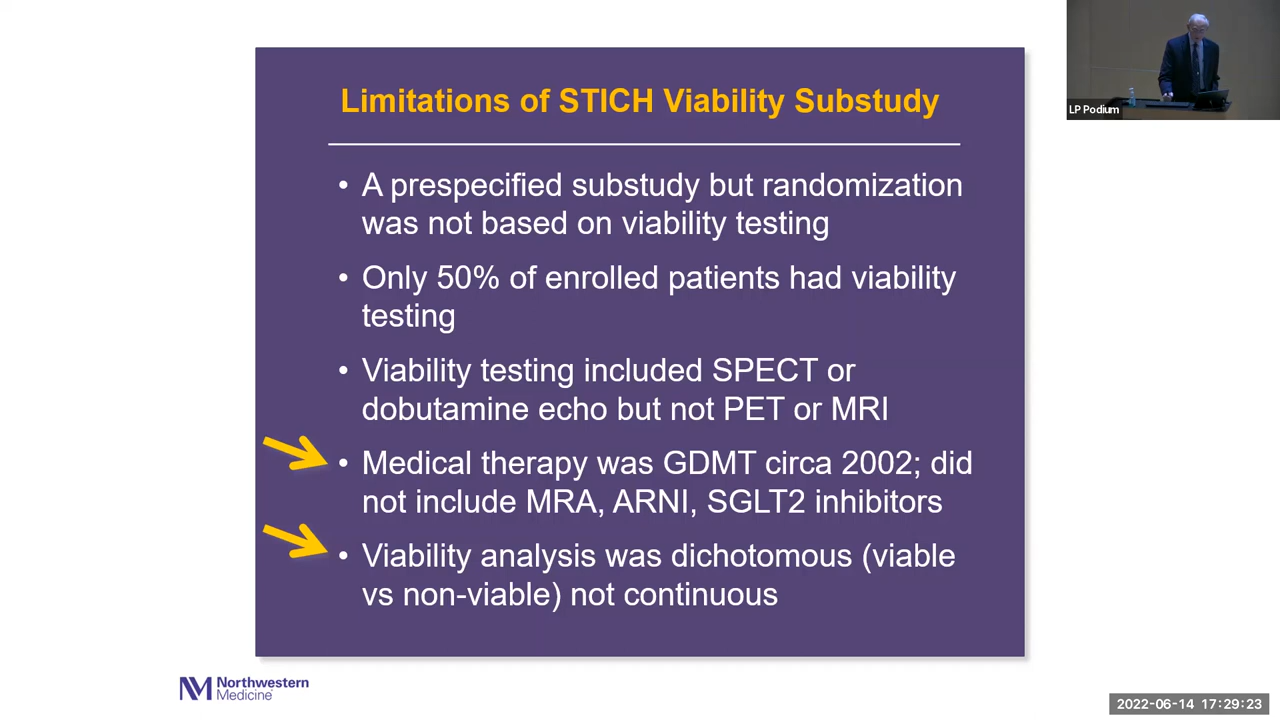 Limitations of STICH Viability Substudy
• A prespecified substudy but randomization
was not based on viability testing
• Only 50% of enrolled patients had viability
testing
• Viability testing included SPECT or
dobutamine echo but not PET or MRI
• Medical therapy was GDMT circa 2002; did
not include MRA, ARNI, SGLT2 inhibitors
• Viability analysis was dichotomous (viable
vs non-viable) not continuous
LP Podium
NM Northwestern
Medicine
2022-06-14 17:29:23